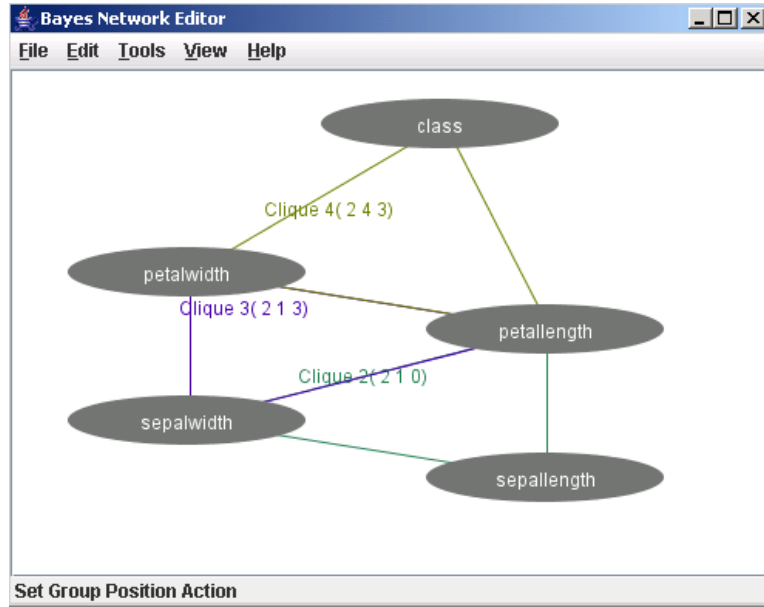 Bayes Network Editor
File Edit Tools View Help
class
Clique 4( 2 4 3)
petalwidth
Clique 3( 2 1 3)
petallength
Clique 2( 2 1 0)
sepalwidth
sepallength
Set Group Position Action